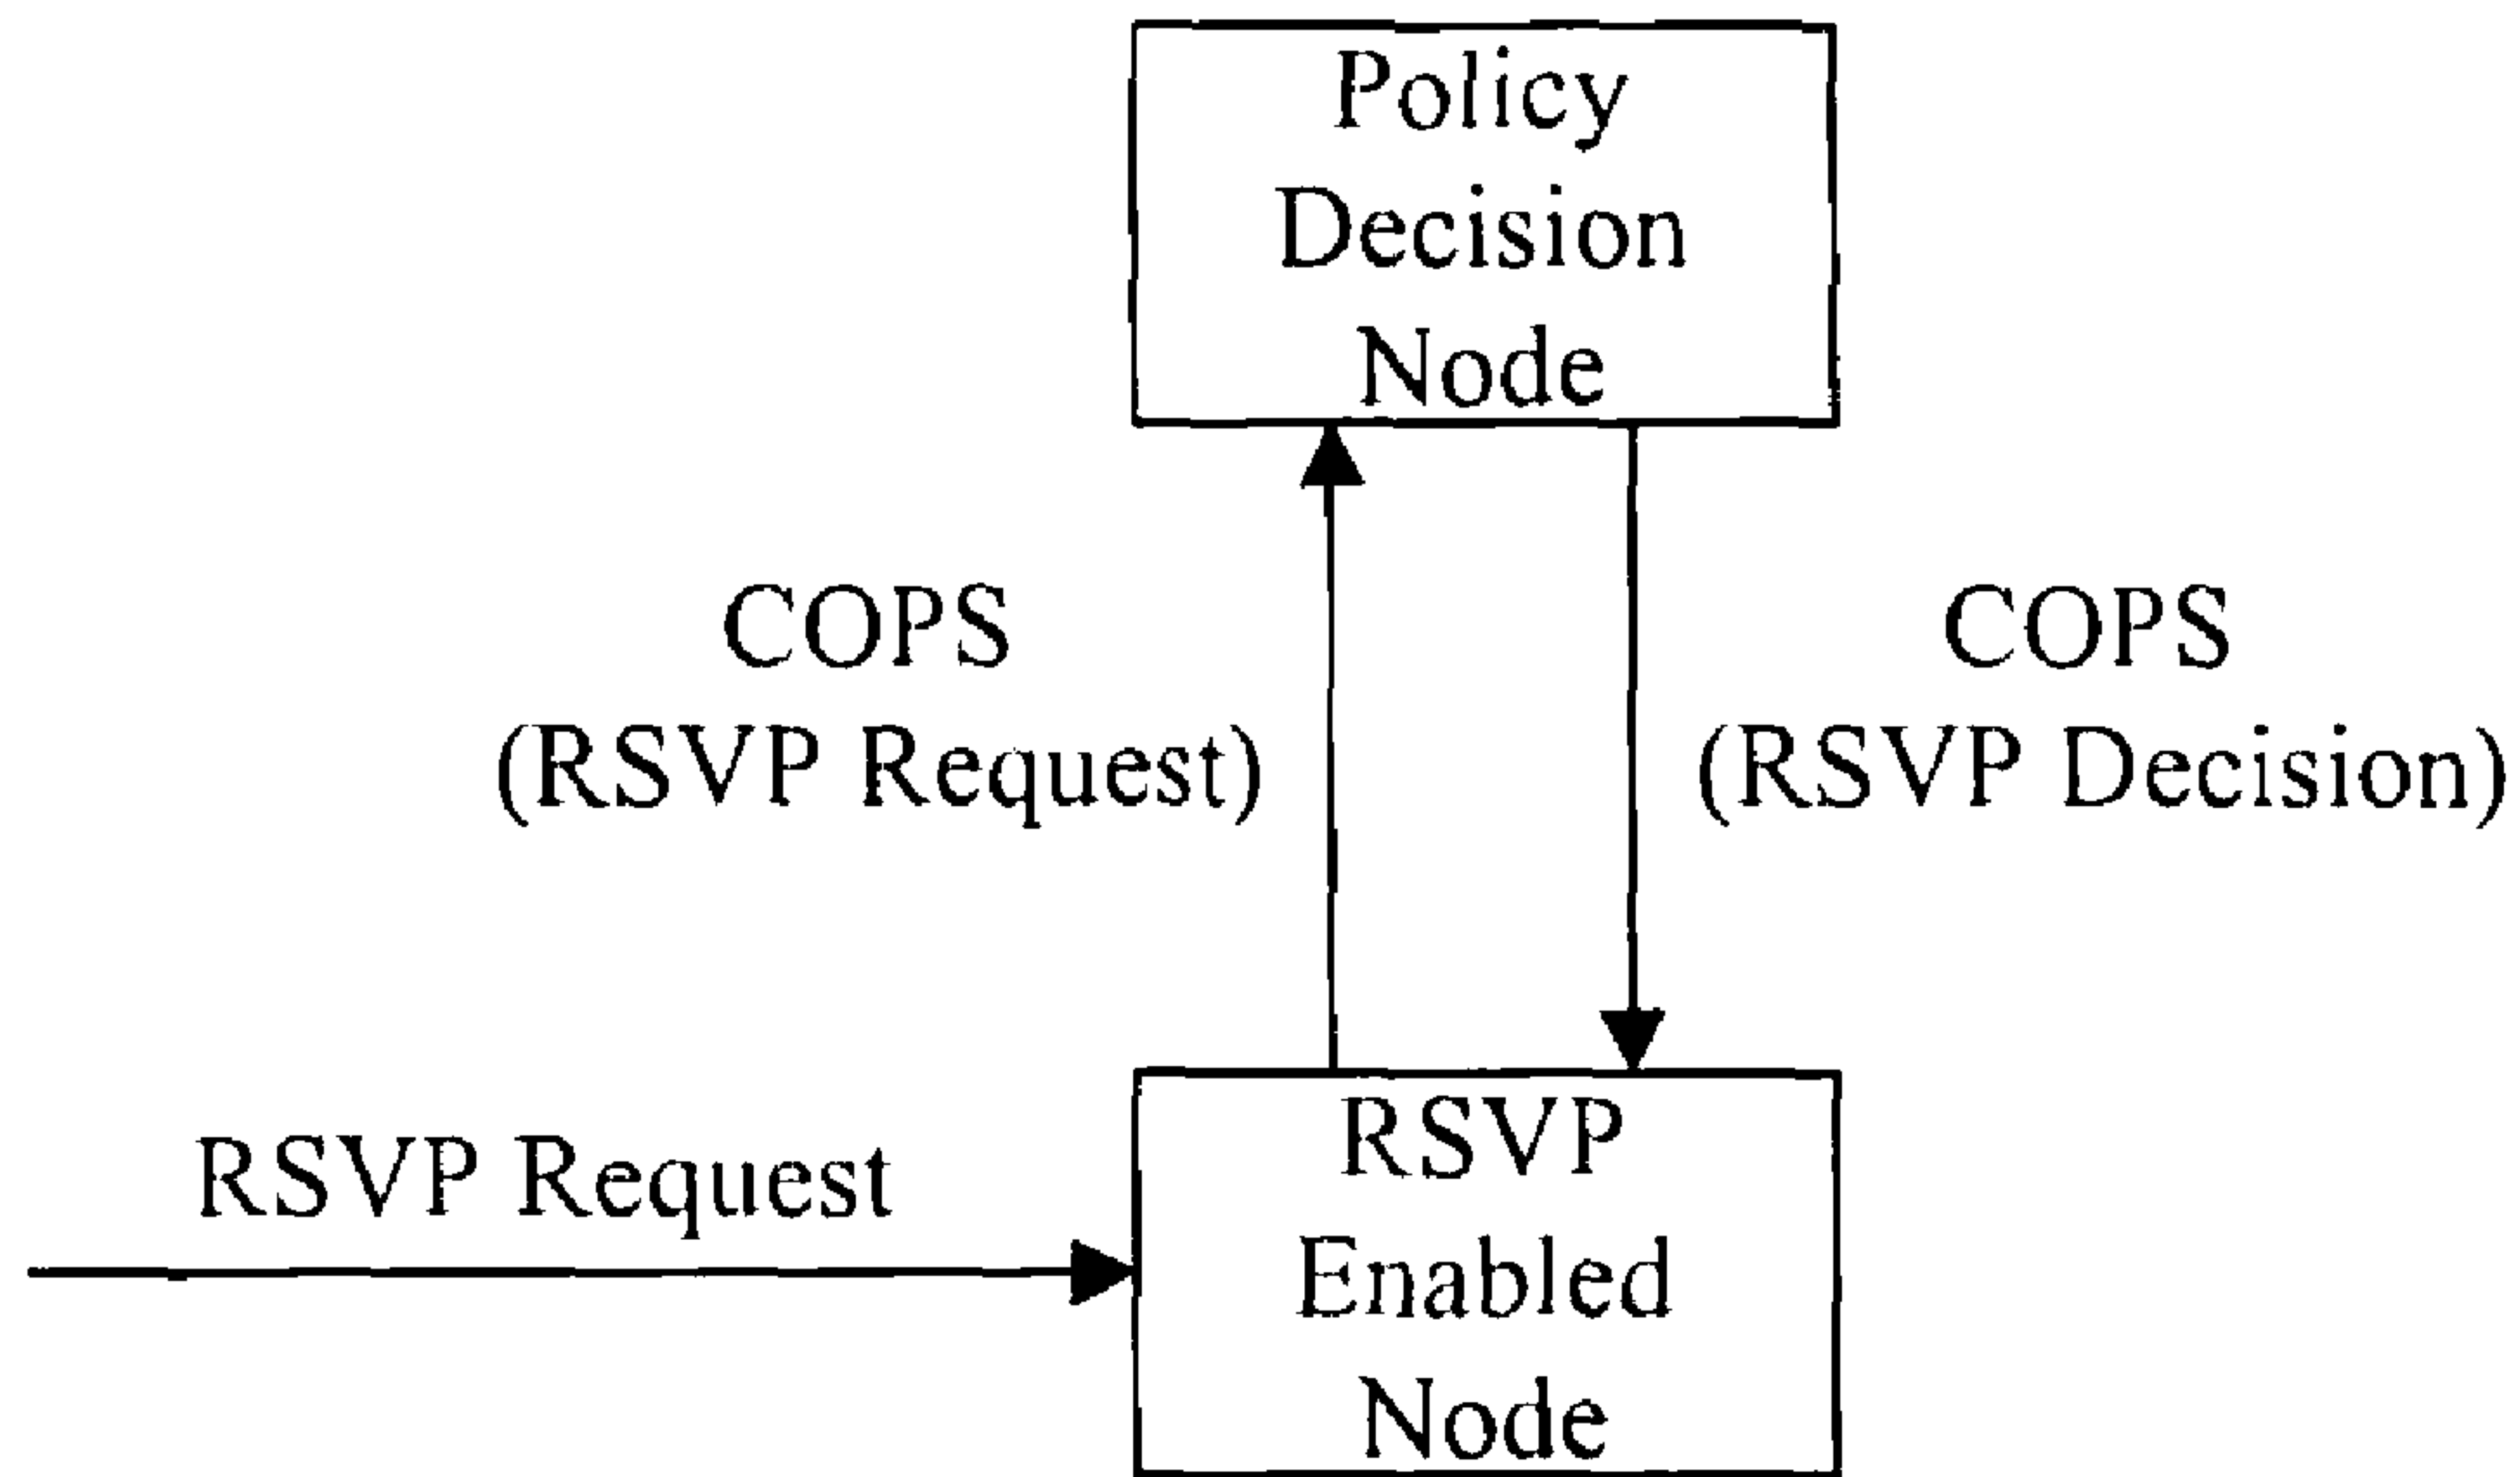 Policy
Decision
Node
COPS
(RSVP Request)
COPS
(RSVP Decision)
RSVP Request
RSVP
Enabled
Node